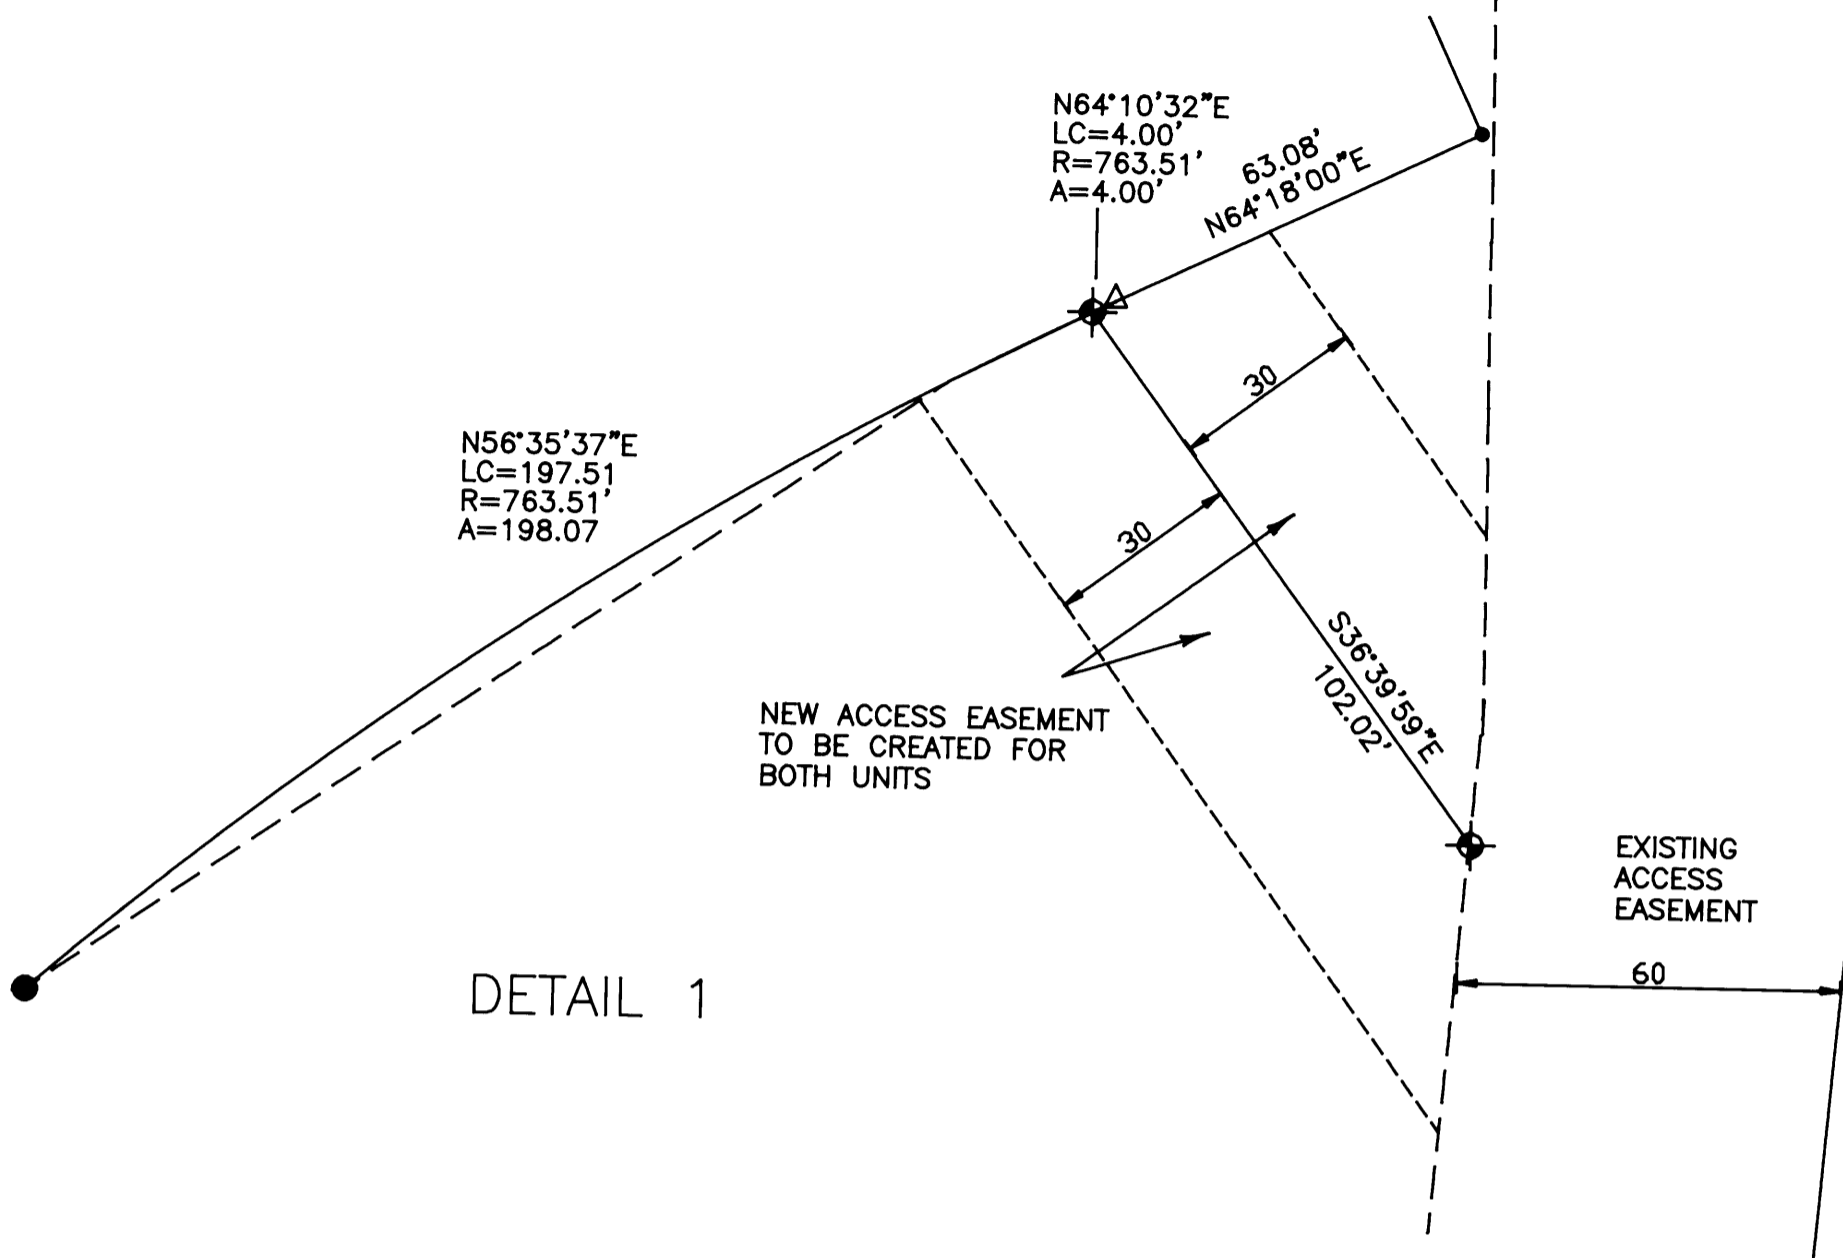 N64°10'32"E
LC=4.00'
R=763.51'
A=4.00'
63.08'
N64°18'00"E
30
N56°35'37"E
LC=197.51
R=763.51'
A=198.07
30
S36°39'59"E
102.02'
NEW ACCESS EASEMENT
TO BE CREATED FOR
BOTH UNITS
EXISTING
ACCESS
EASEMENT
60
DETAIL 1